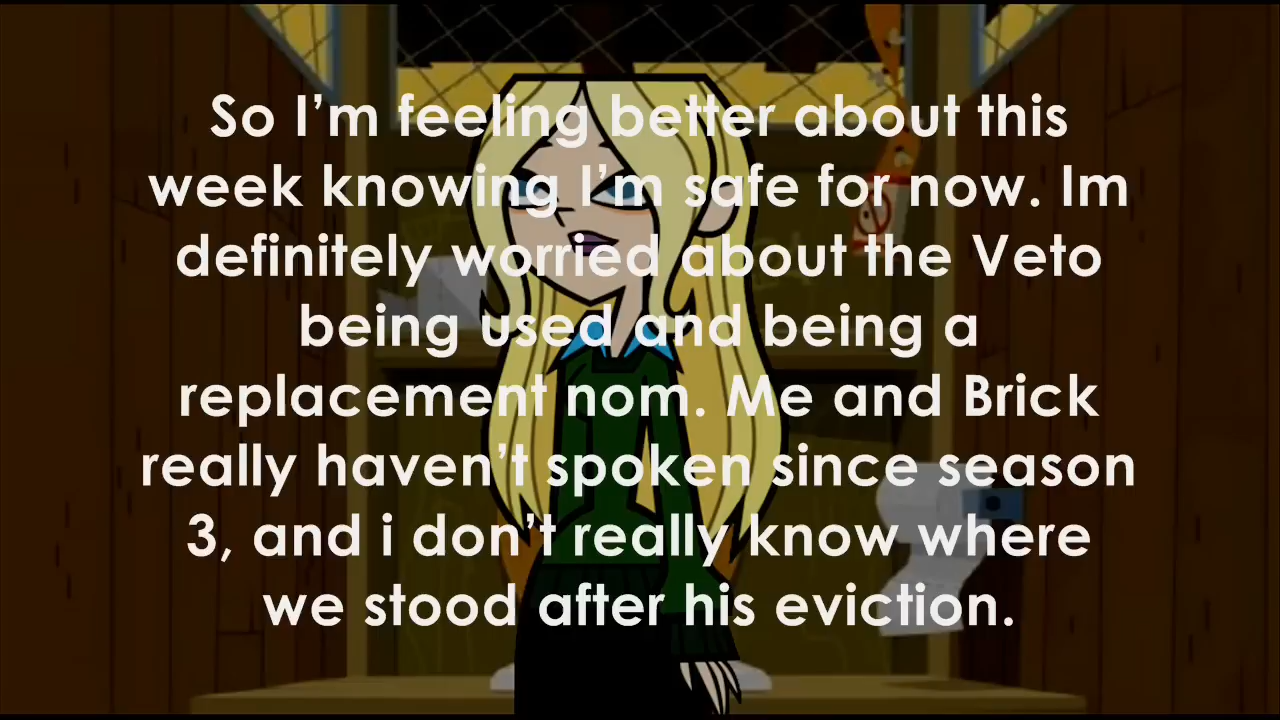 So I’m feeling better about this
week knowing I’m safe for now. Im
definitely worried about the Veto
being used and being a
replacement nom. Me and Brick
really haven’t spoken since season
3, and i don’t really know where
we stood after his eviction.